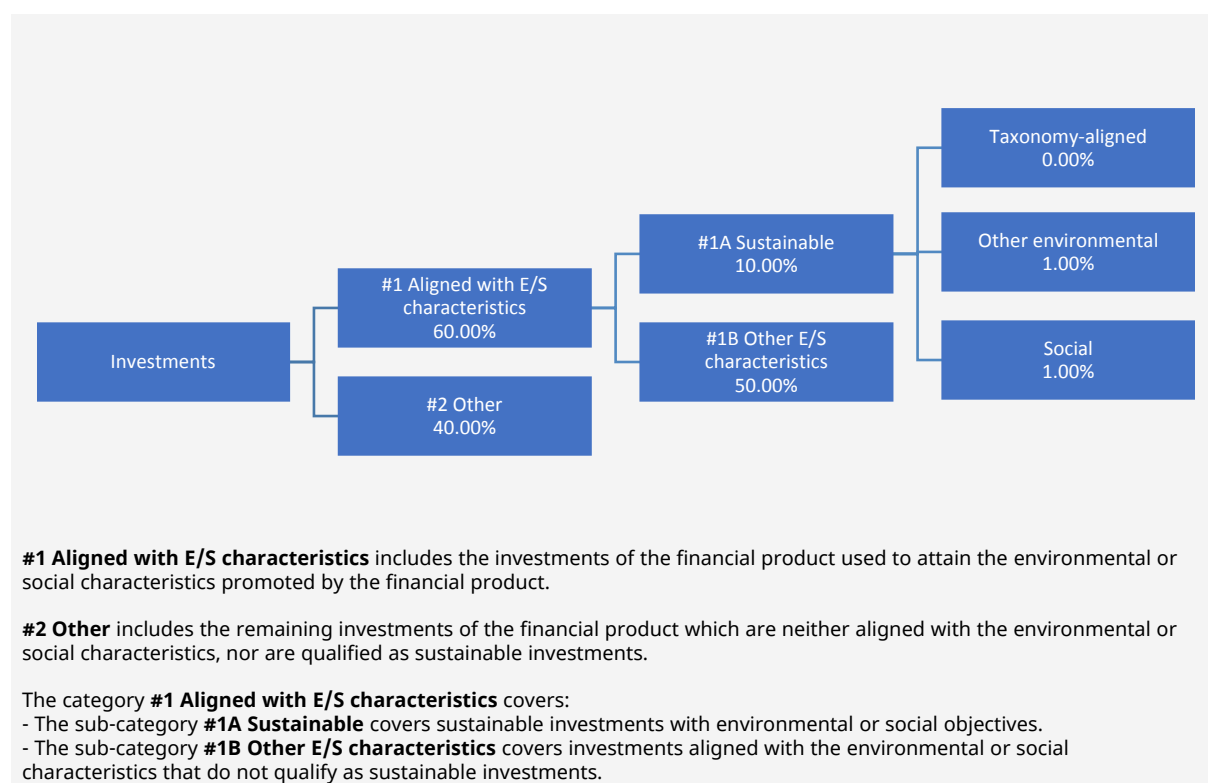 Investments
#1 Aligned with E/S
characteristics
60.00%
#2 Other
40.00%
#1A Sustainable
10.00%
#1B Other E/S
characteristics
50.00%
Taxonomy-aligned
0.00%
Other environmental
1.00%
Social
1.00%
#1 Aligned with E/S characteristics includes the investments of the financial product used to attain the environmental or
social characteristics promoted by the financial product.
#2 Other includes the remaining investments of the financial product which are neither aligned with the environmental or
social characteristics, nor are qualified as sustainable investments.
The category #1 Aligned with E/S characteristics covers:
- The sub-category #1A Sustainable covers sustainable investments with environmental or social objectives.
- The sub-category #1B Other E/S characteristics covers investments aligned with the environmental or social
characteristics that do not qualify as sustainable investments.